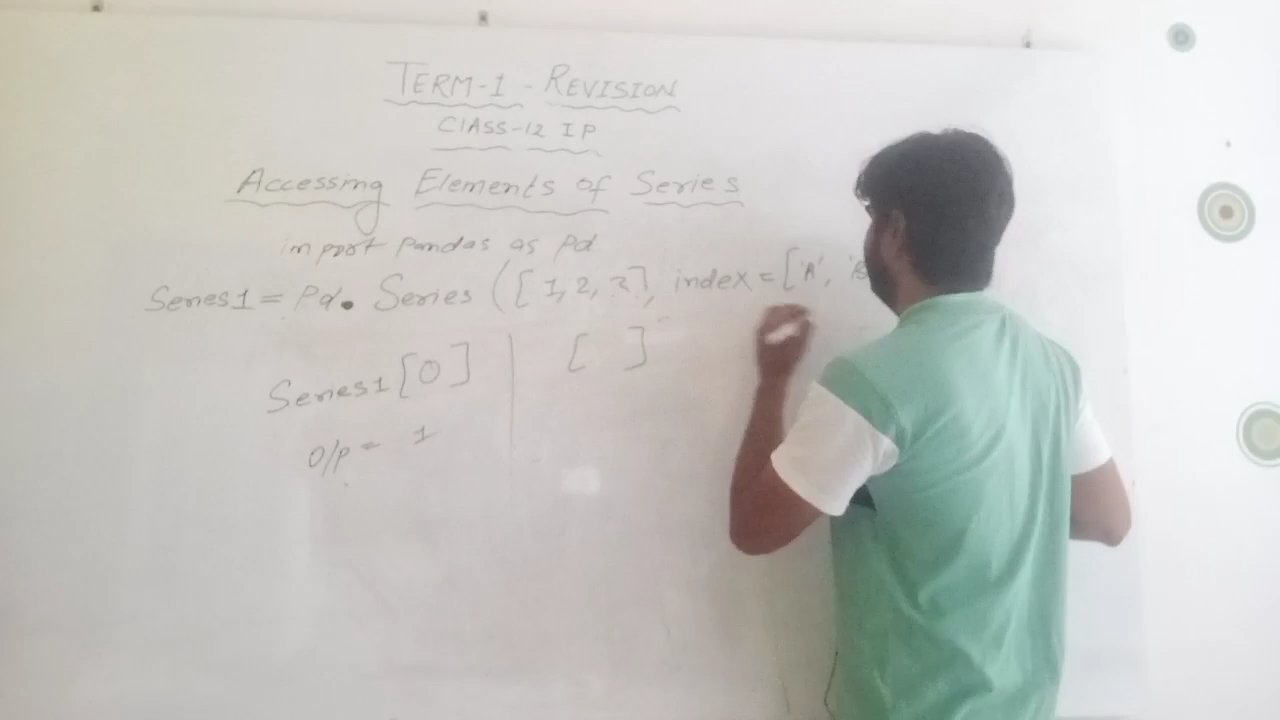 TERM-1 - REVISION
CLASS-12 IP
Accessing Elements of Series
import Pandas as Pd
Series1 = Pd. Series ([1, 2, 3], index = ['A', 'B
Series1 [0] | [ ]
O/P = 1